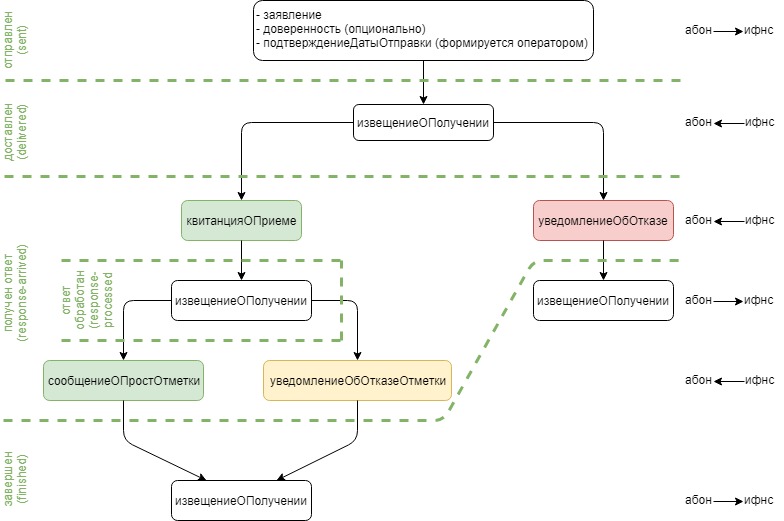 - заявление
- доверенность (опционально)
- подтверждениеДатыОтправки (формируется оператором)
отправлен
(sent)
абон ифнс
извещениеОПолучении
доставлен
(delivered)
абон ифнс
квитанцияОПриеме
уведомлениеОбОтказе
абон ифнс
получен ответ
(response-arrived)
ответ
обработан
(response-
processed
извещениеОПолучении
извещениеОПолучении
абон ифнс
сообщениеОПростОтметки
уведомлениеОбОтказеОтметки
абон ифнс
завершен
(finished)
извещениеОПолучении
абон ифнс